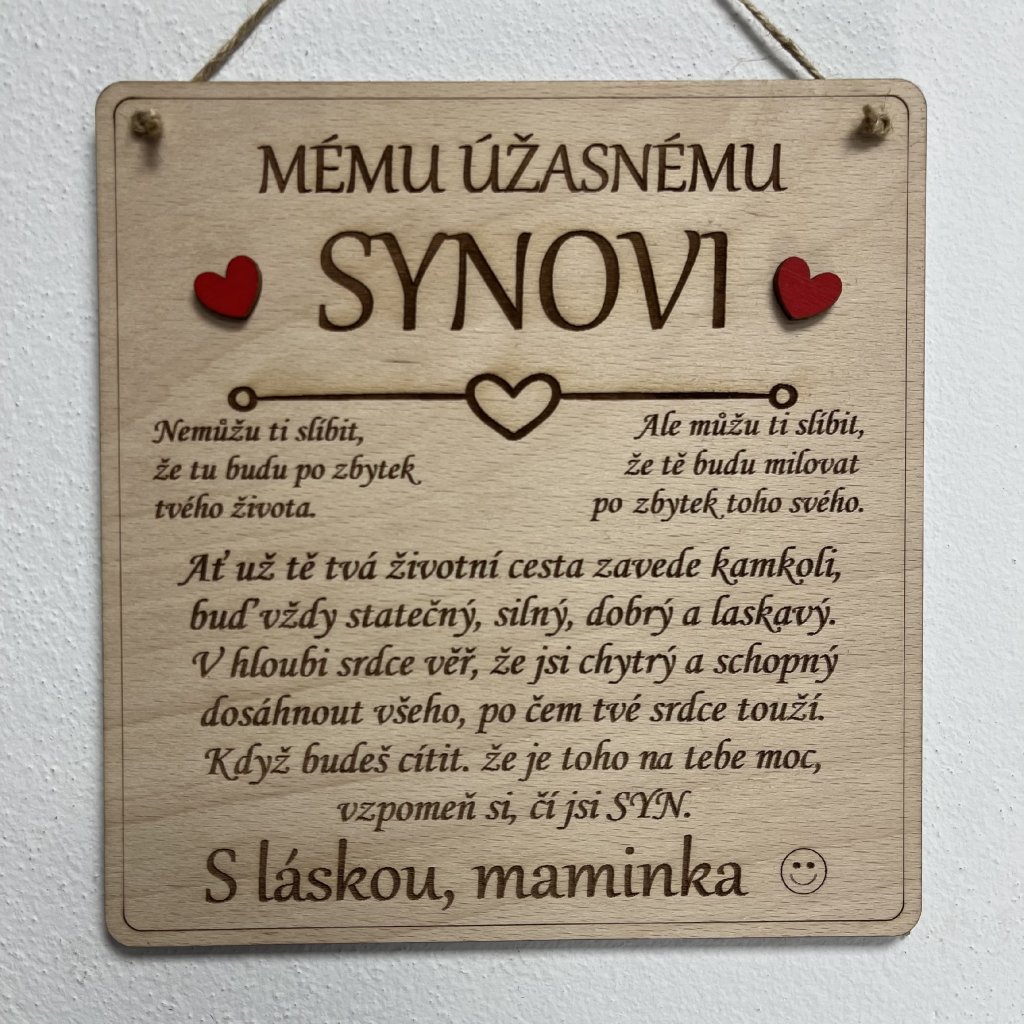 MÉMU ÚŽASNÉMU
SYNOVI
Nemůžu ti slíbit,
že tu budu po zbytek
tvého života.
Ale můžu ti slíbit,
že tě budu milovat
po zbytek toho svého.
Ať už tě tvá životní cesta zavede kamkoli,
buď vždy statečný, silný, dobrý a laskavý.
V hloubi srdce věř, že jsi chytrý a schopný
dosáhnout všeho, po čem tvé srdce touží.
Když budeš cítit. že je toho na tebe moc,
vzpomeň si, čí jsi SYN.
S láskou, maminka